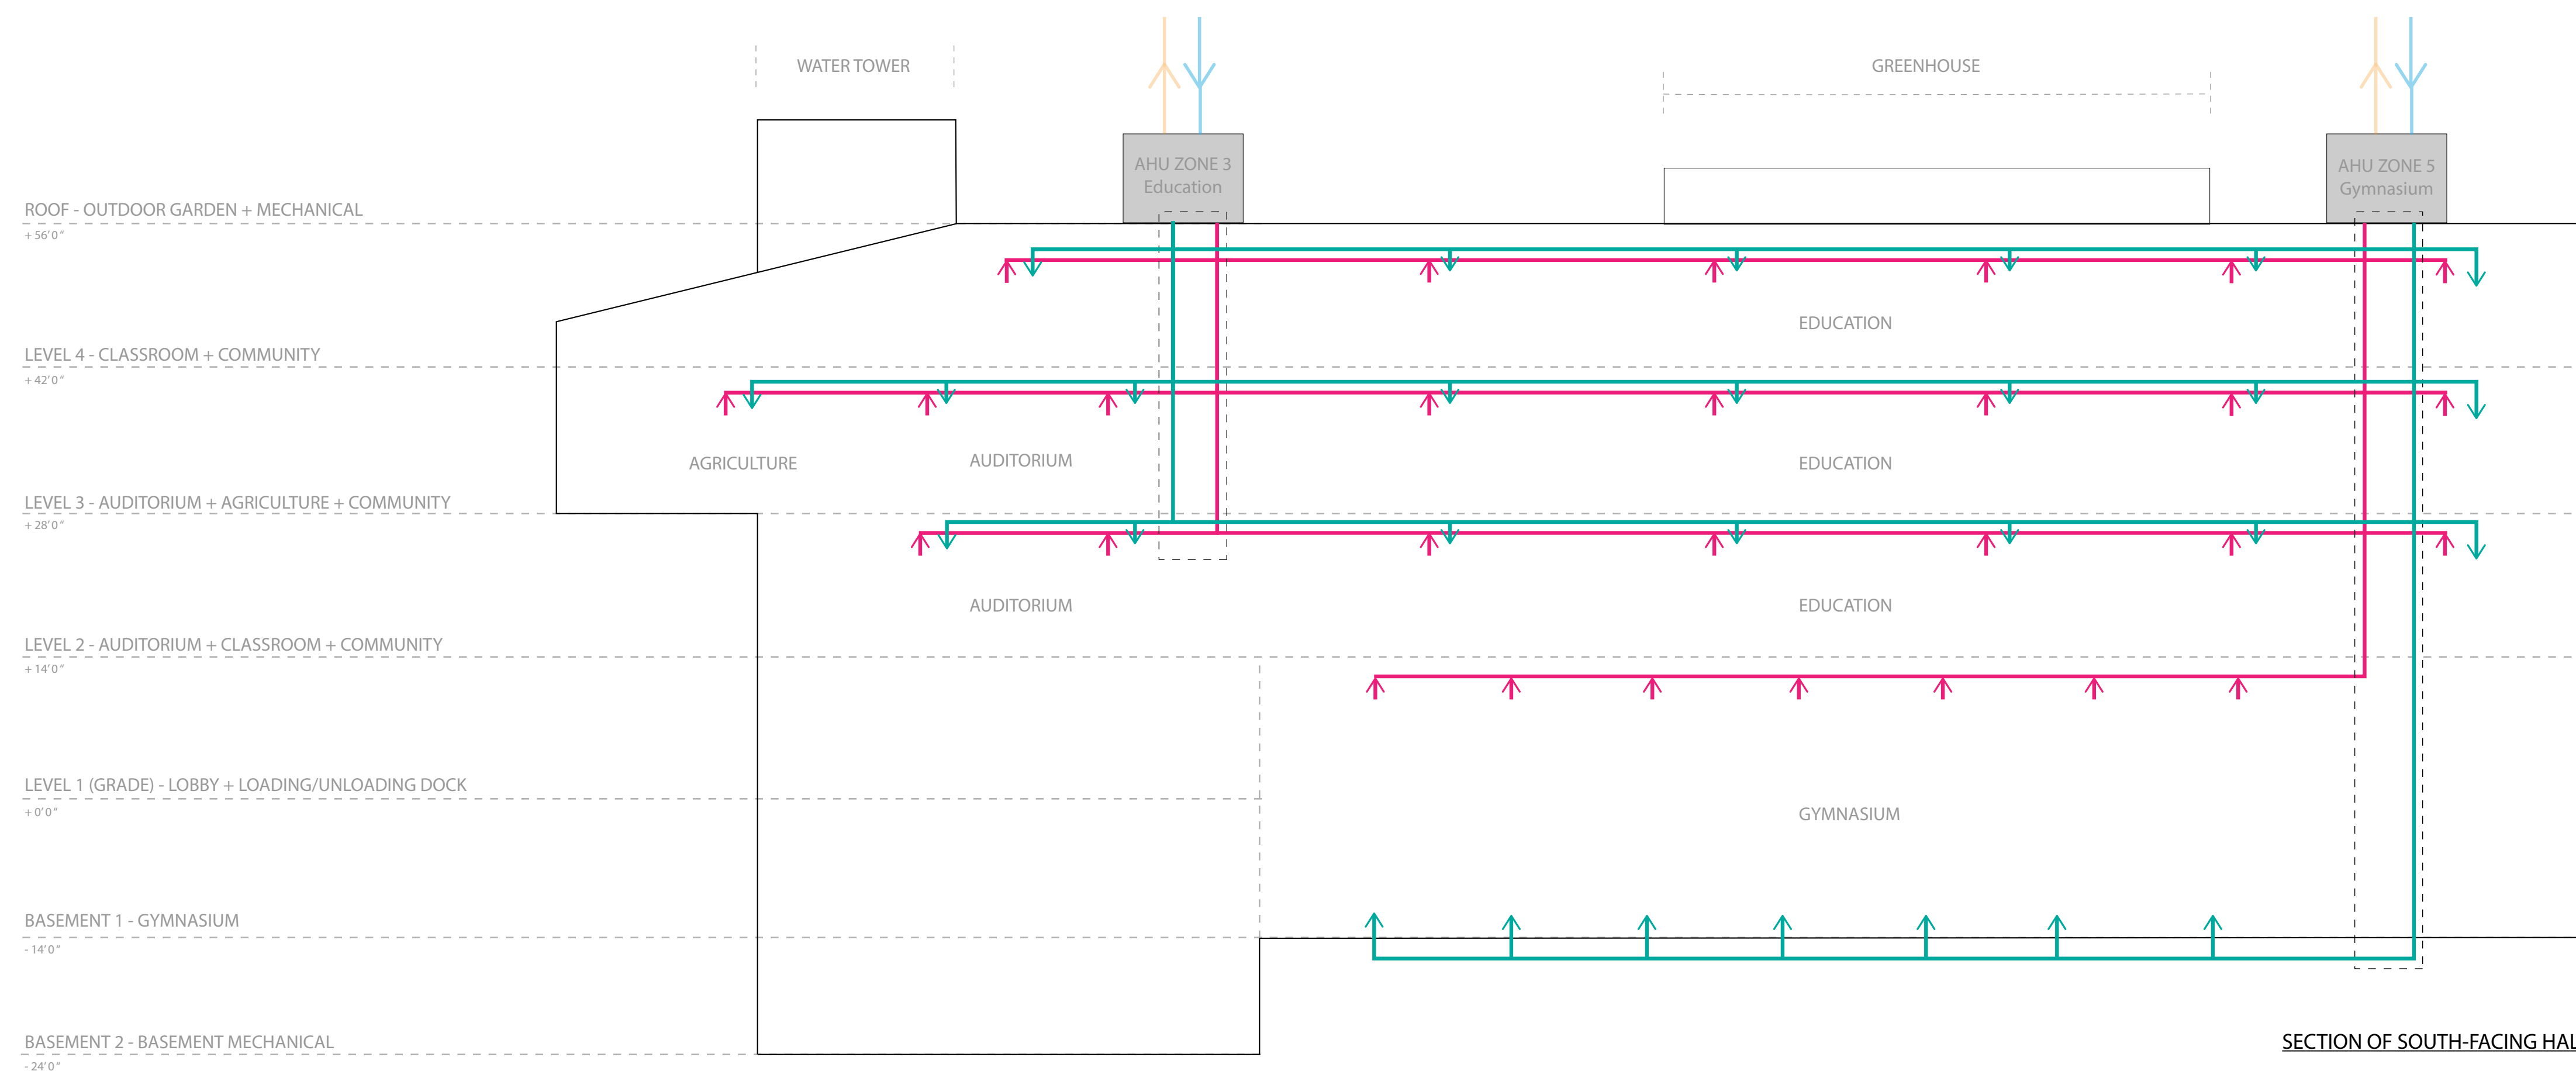 WATER TOWER
GREENHOUSE
AHU ZONE 3
Education
AHU ZONE 5
Gymnasium
ROOF - OUTDOOR GARDEN + MECHANICAL
+ 56'0"
EDUCATION
LEVEL 4 - CLASSROOM + COMMUNITY
+ 42'0"
AGRICULTURE
AUDITORIUM
EDUCATION
LEVEL 3 - AUDITORIUM + AGRICULTURE + COMMUNITY
+ 28'0"
AUDITORIUM
EDUCATION
LEVEL 2 - AUDITORIUM + CLASSROOM + COMMUNITY
+ 14'0"
LEVEL 1 (GRADE) - LOBBY + LOADING/UNLOADING DOCK
+ 0'0"
GYMNASIUM
BASEMENT 1 - GYMNASIUM
- 14'0"
BASEMENT 2 - BASEMENT MECHANICAL
- 24'0"
SECTION OF SOUTH-FACING